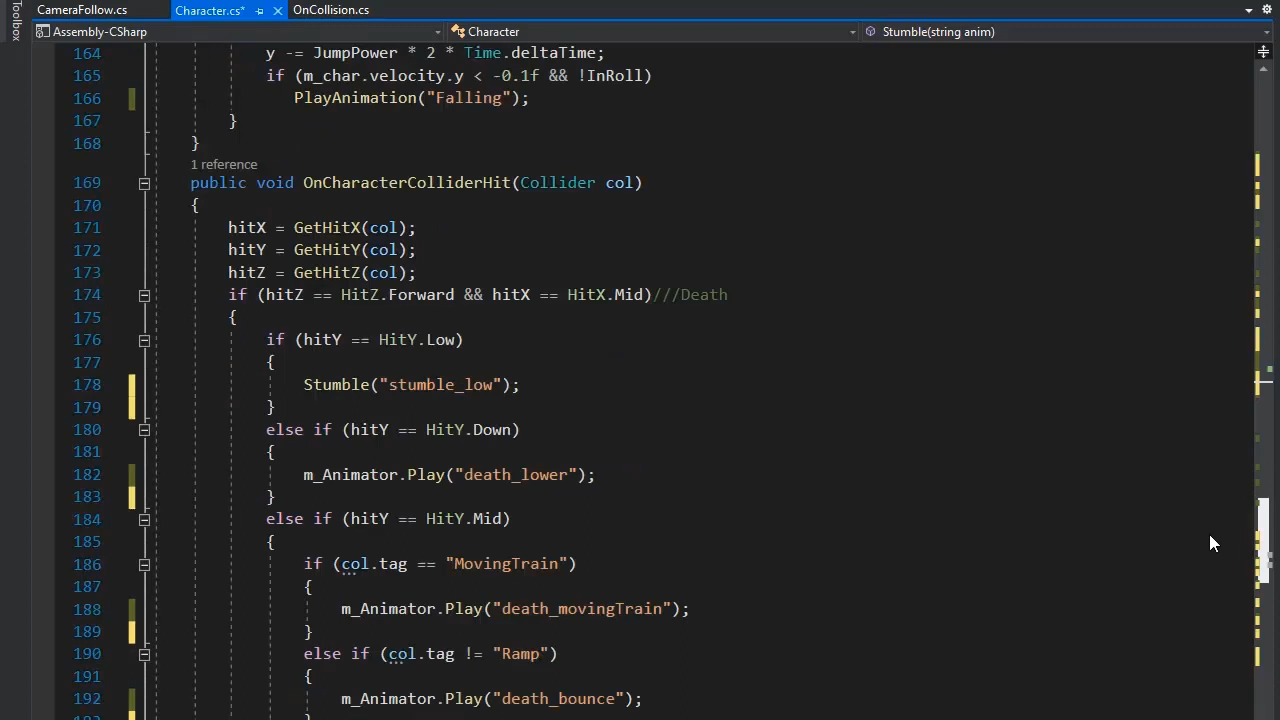 Toolbox
CameraFollow.cs
Character.cs*
OnCollision.cs
Assembly-CSharp
Character
Stumble(string anim)
164 y -= JumpPower * 2 * Time.deltaTime;
165 if (m_char.velocity.y < -0.1f && !InRoll)
166 PlayAnimation("Falling");
167 }
168 }
1 reference
169 public void OnCharacterColliderHit(Collider col)
170 {
171 hitX = GetHitX(col);
172 hitY = GetHitY(col);
173 hitZ = GetHitZ(col);
174 if (hitZ == HitZ.Forward && hitX == HitX.Mid)///Death
175 {
176 if (hitY == HitY.Low)
177 {
178 Stumble("stumble_low");
179 }
180 else if (hitY == HitY.Down)
181 {
182 m_Animator.Play("death_lower");
183 }
184 else if (hitY == HitY.Mid)
185 {
186 if (col.tag == "MovingTrain")
187 {
188 m_Animator.Play("death_movingTrain");
189 }
190 else if (col.tag != "Ramp")
191 {
192 m_Animator.Play("death_bounce");